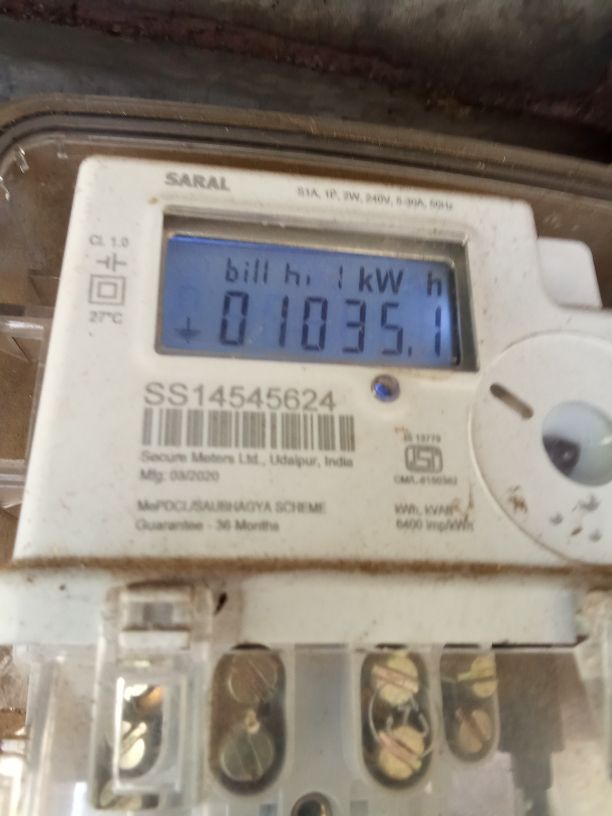 SARAL
S1A, 1P, 2W, 240V, 5-30A, 50Hz
Cl. 1.0
bill hi 1 kW h
01035.1
27°C
SS14545624
Secure Meters Ltd., Udaipur, India
Mfg: 03/2020
IS 13779
ISI
MePDCL/SAUBHAGYA SCHEME
Guarantee - 36 Months
kWh, kVAh
6400 imp/kWh